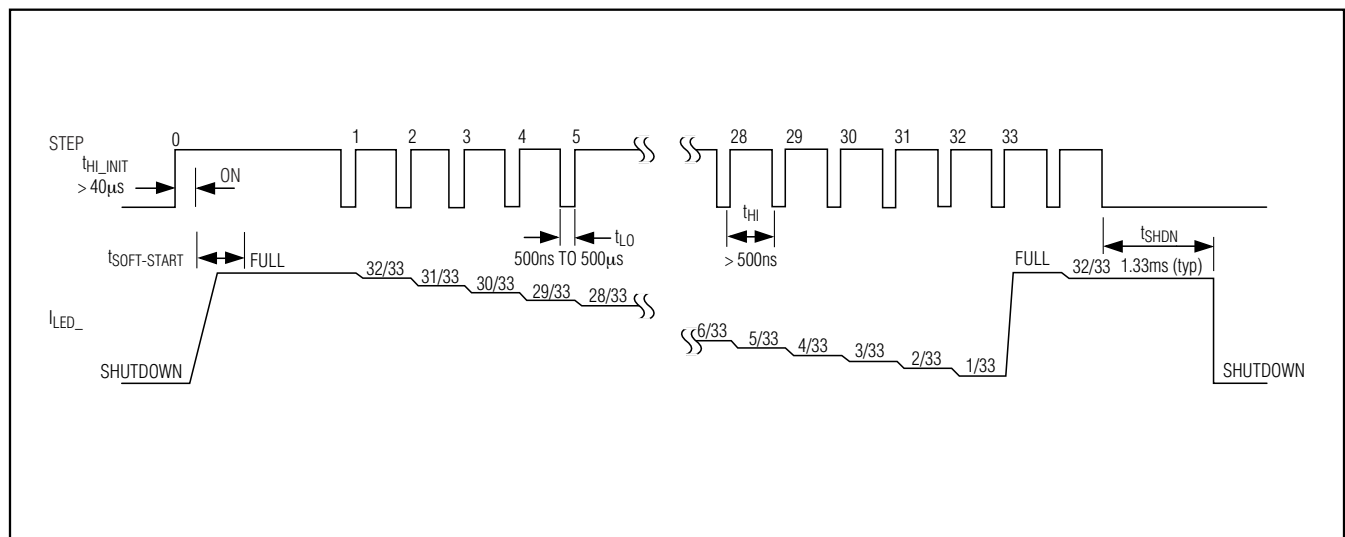 STEP 0 1 2 3 4 5 28 29 30 31 32 33
tHI_INIT
> 40µs
ON
tHI
> 500ns
tLO
500ns TO 500µs
tSHDN
1.33ms (typ)
tSOFT-START
FULL 32/33 31/33 30/33 29/33 28/33
6/33 5/33 4/33 3/33 2/33 1/33
FULL 32/33
ILED_
SHUTDOWN
SHUTDOWN